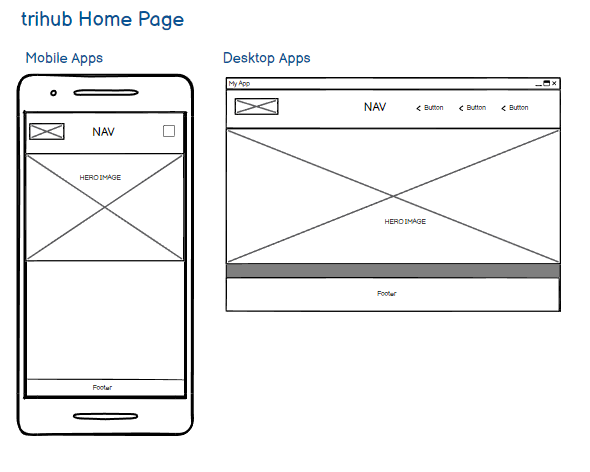 trihub Home Page
Mobile Apps
NAV
HERO IMAGE
Footer
Desktop Apps
My App
NAV
Button
Button
Button
HERO IMAGE
Footer